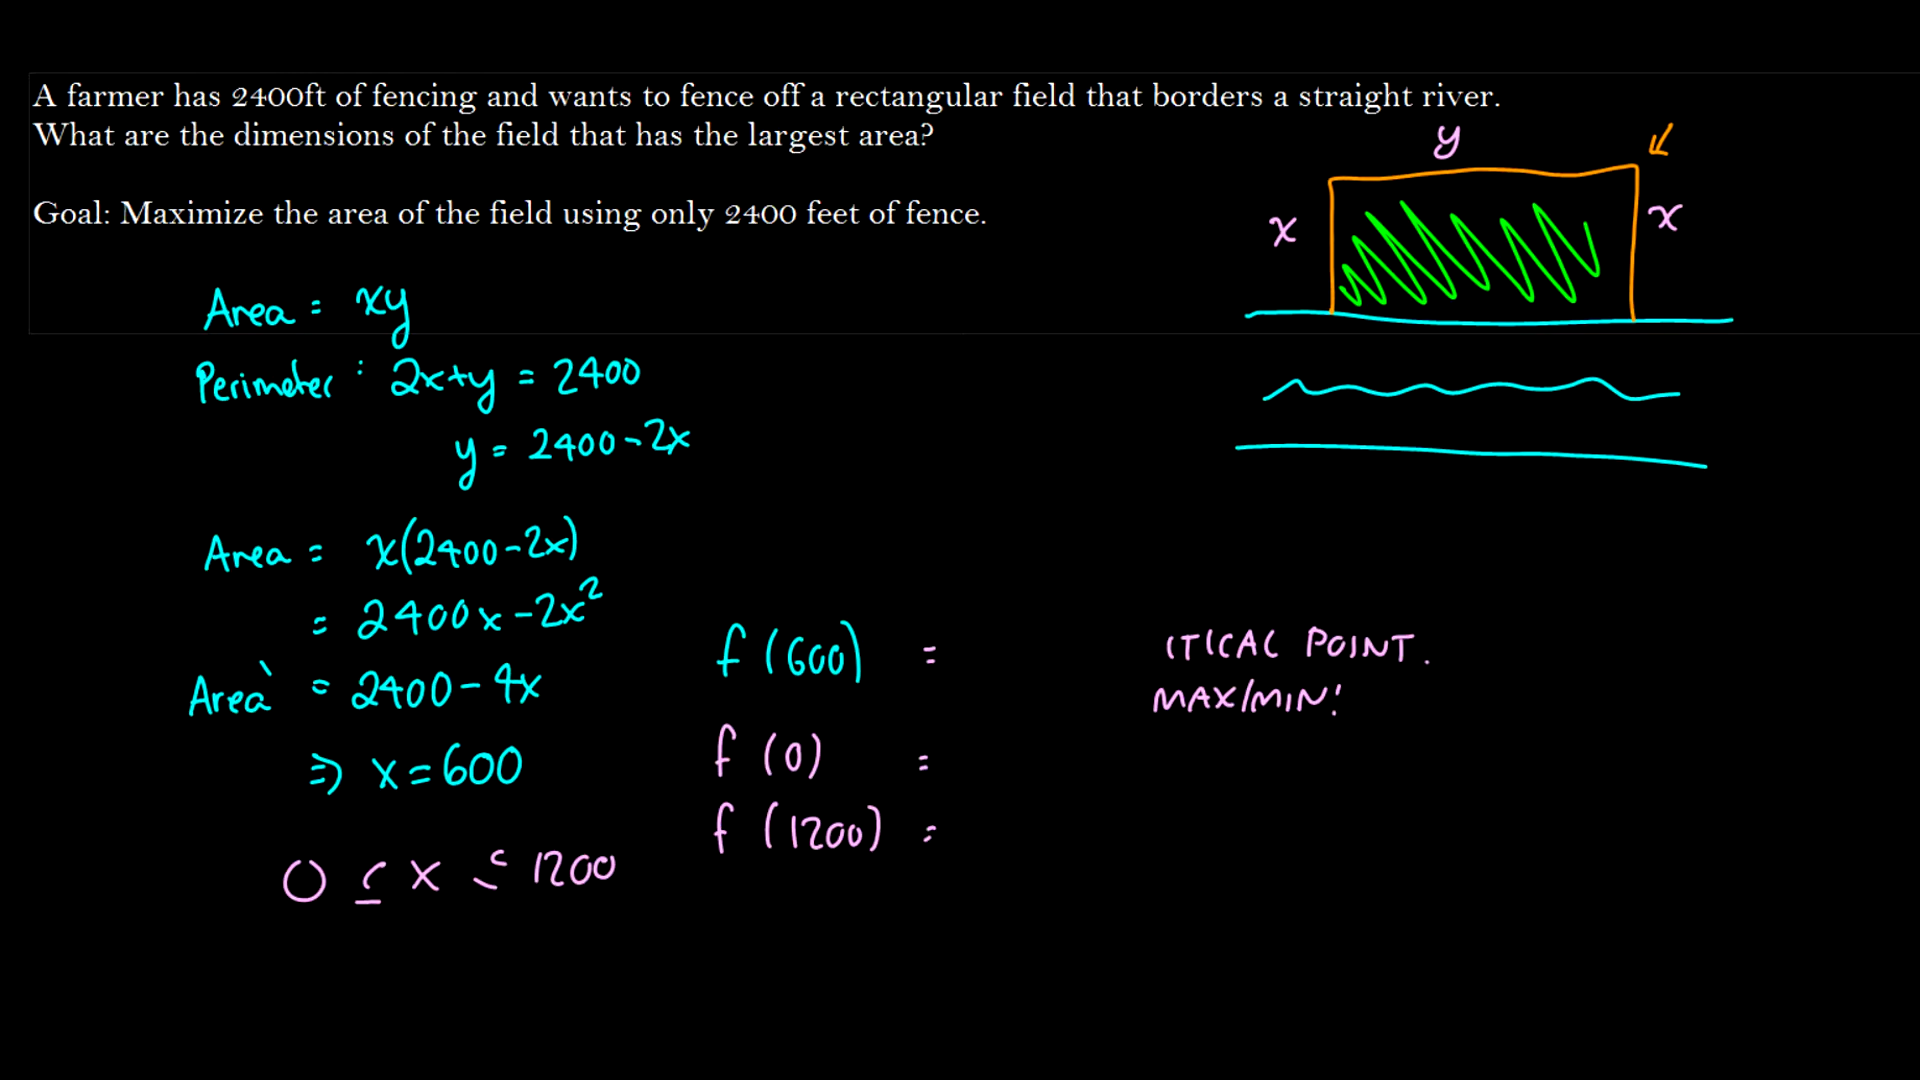 A farmer has 2400ft of fencing and wants to fence off a rectangular field that borders a straight river.
What are the dimensions of the field that has the largest area?
Goal: Maximize the area of the field using only 2400 feet of fence.
y
x
x
Area = xy
Perimeter : 2x+y = 2400
y = 2400-2x
Area = x(2400-2x)
= 2400x-2x²
Area' = 2400-4x
⇒ x=600
0 ≤ x ≤ 1200
f(600) =
f(0) =
f(1200) =
ITICAL POINT.
MAX/MIN!